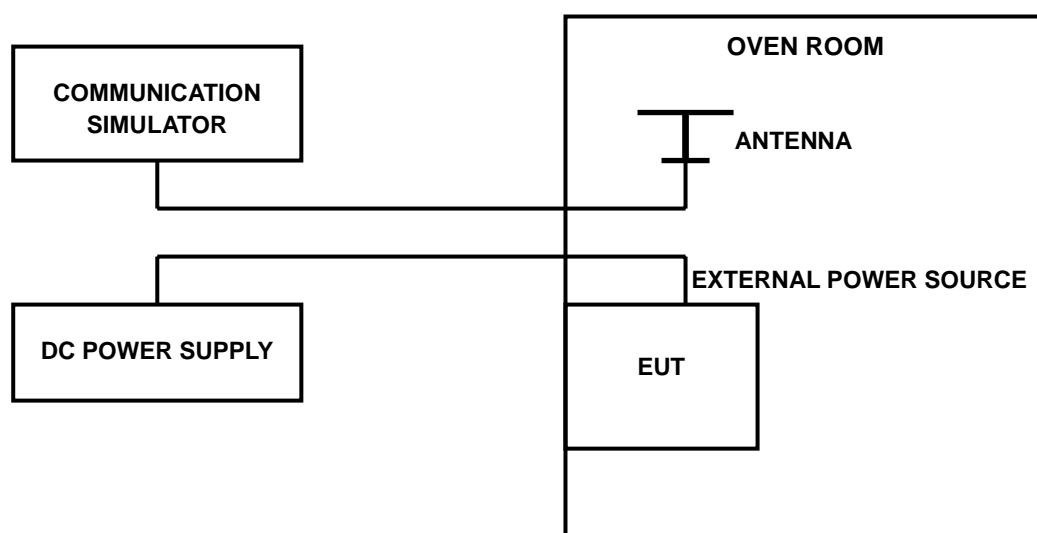 COMMUNICATION
SIMULATOR
OVEN ROOM
ANTENNA
EXTERNAL POWER SOURCE
DC POWER SUPPLY
EUT